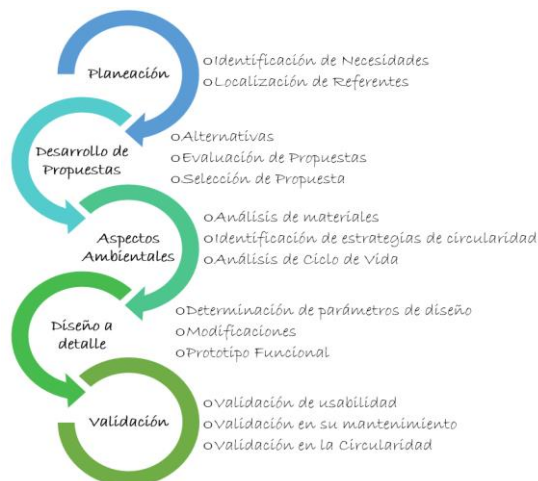 Planeación
oIdentificación de Necesidades
oLocalización de Referentes
Desarrollo de
Propuestas
oAlternativas
oEvaluación de Propuestas
oSelección de Propuesta
Aspectos
Ambientales
oAnálisis de materiales
oIdentificación de estrategias de circularidad
oAnálisis de Ciclo de Vida
Diseño a
detalle
oDeterminación de parámetros de diseño
oModificaciones
oPrototipo Funcional
Validación
oValidación de usabilidad
oValidación en su mantenimiento
oValidación en la Circularidad